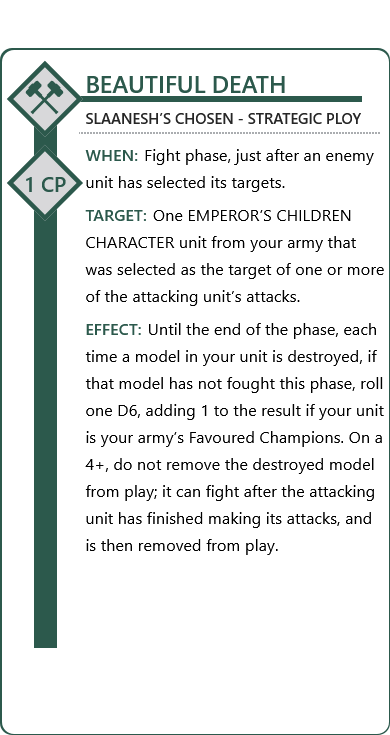 BEAUTIFUL DEATH
SLAANESH’S CHOSEN - STRATEGIC PLOY
1 CP
WHEN: Fight phase, just after an enemy
unit has selected its targets.
TARGET: One EMPEROR’S CHILDREN
CHARACTER unit from your army that
was selected as the target of one or more
of the attacking unit’s attacks.
EFFECT: Until the end of the phase, each
time a model in your unit is destroyed, if
that model has not fought this phase, roll
one D6, adding 1 to the result if your unit
is your army’s Favoured Champions. On a
4+, do not remove the destroyed model
from play; it can fight after the attacking
unit has finished making its attacks, and
is then removed from play.